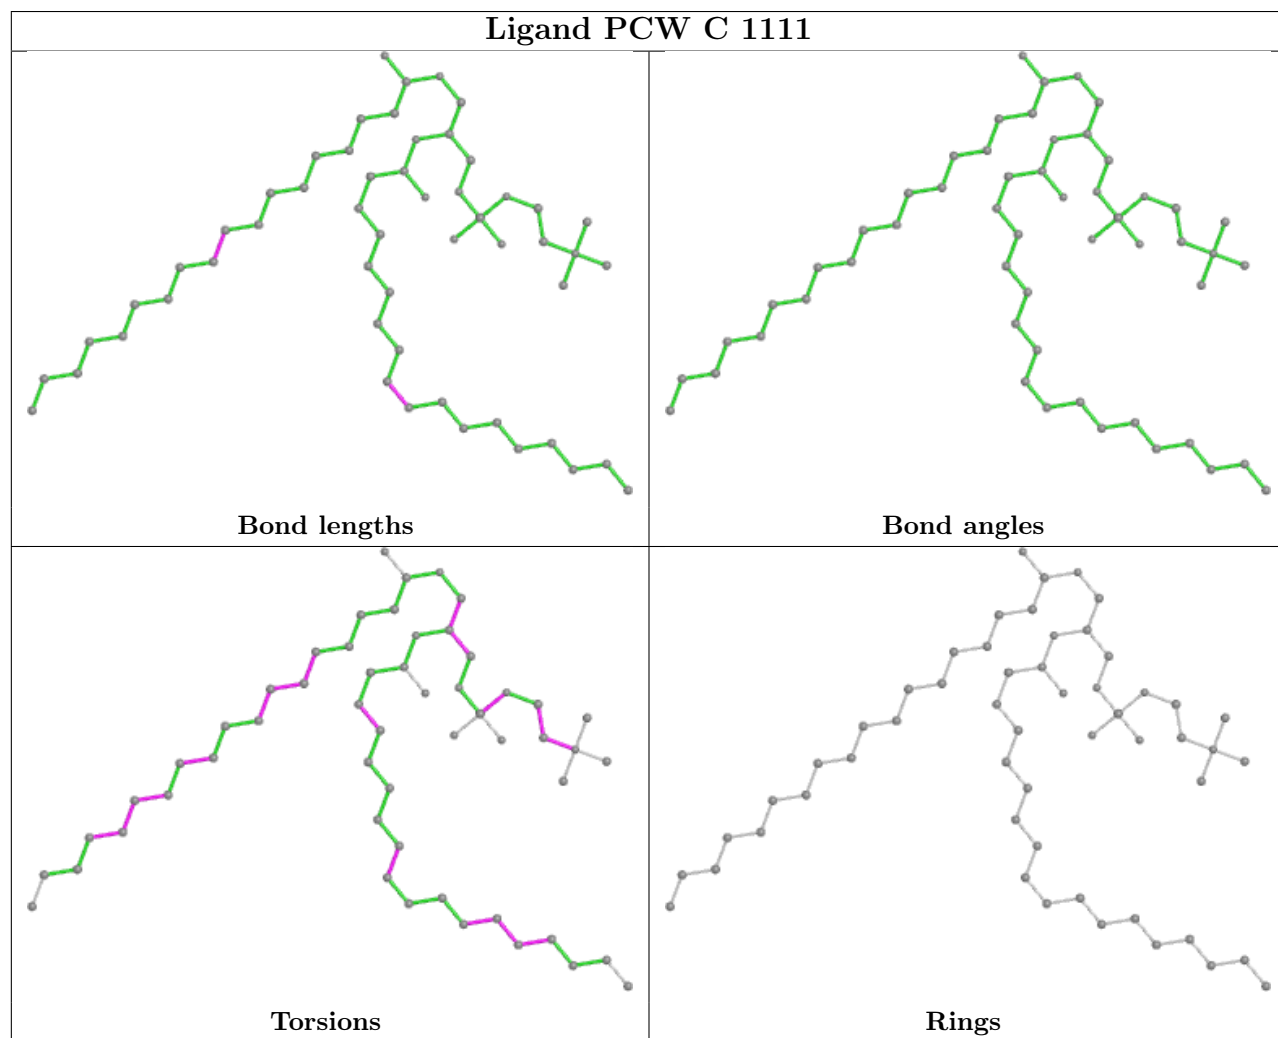 Ligand PCW C 1111
Bond lengths
Bond angles
Torsions
Rings